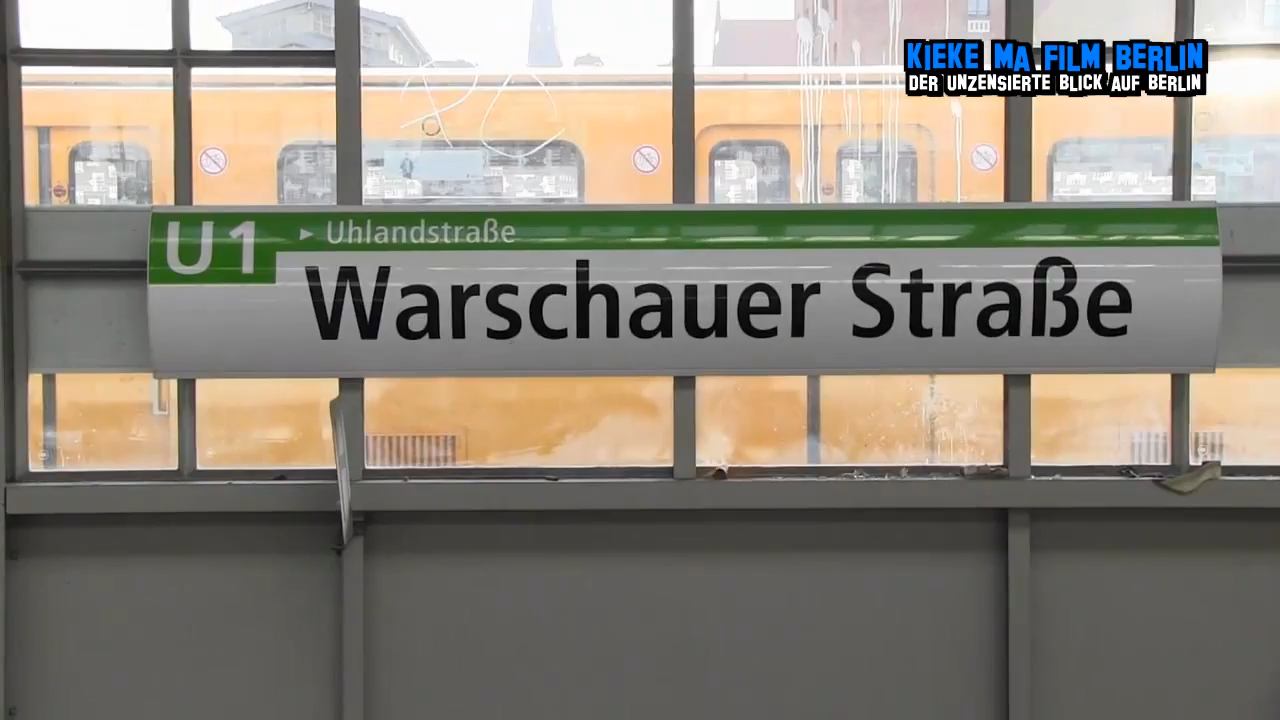 KIEKE MA FILM BERLIN
DER UNZENSIERTE BLICK AUF BERLIN
U1 ▸ Uhlandstraße
Warschauer Straße